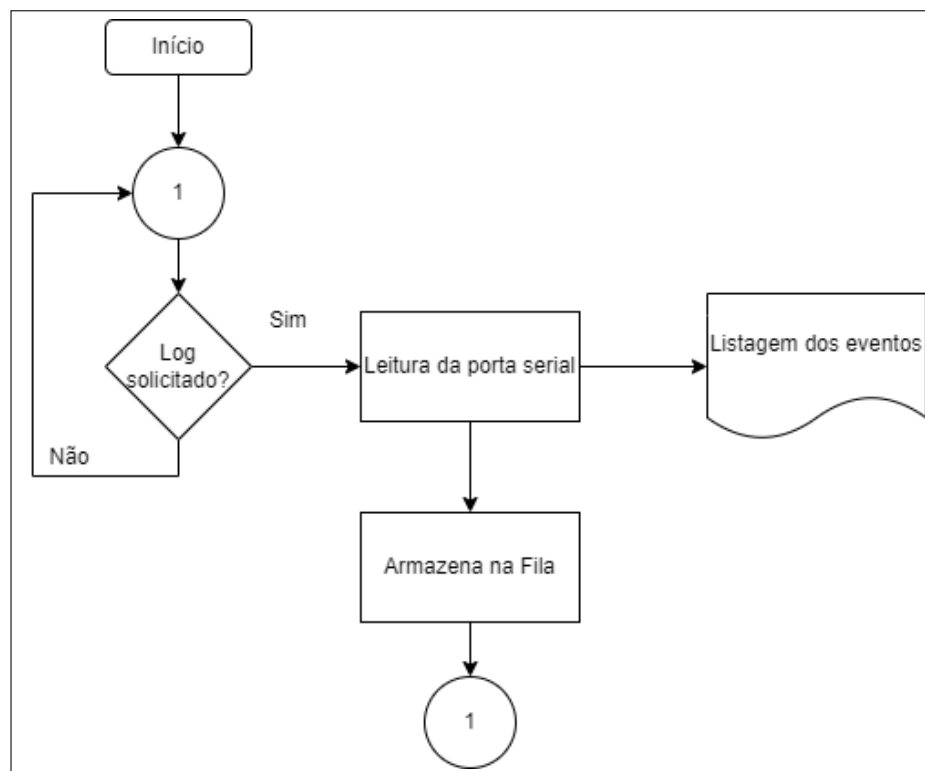 Início
1
Log
solicitado?
Sim
Não
Leitura da porta serial
Listagem dos eventos
Armazena na Fila
1